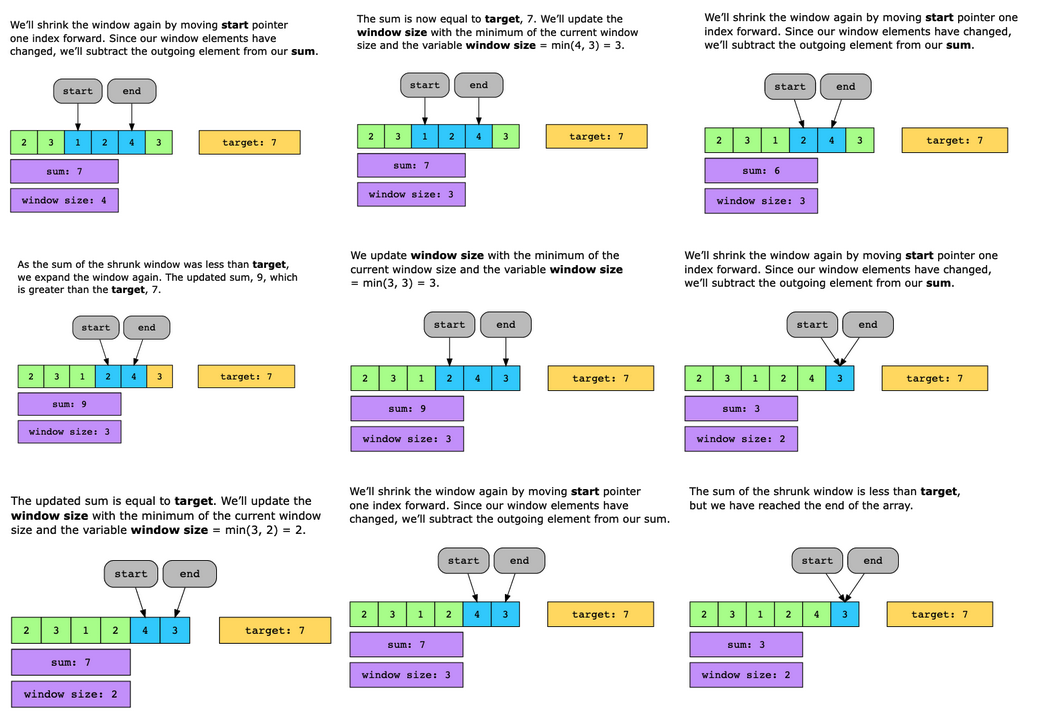 We'll shrink the window again by moving start pointer
one index forward. Since our window elements have
changed, we'll subtract the outgoing element from our sum.
start end
2 3 1 2 4 3 target: 7
sum: 7
window size: 4
The sum is now equal to target, 7. We'll update the
window size with the minimum of the current window
size and the variable window size = min(4, 3) = 3.
start end
2 3 1 2 4 3 target: 7
sum: 7
window size: 3
We'll shrink the window again by moving start pointer one
index forward. Since our window elements have changed,
we'll subtract the outgoing element from our sum.
start end
2 3 1 2 4 3 target: 7
sum: 6
window size: 3
As the sum of the shrunk window was less than target,
we expand the window again. The updated sum, 9, which
is greater than the target, 7.
start end
2 3 1 2 4 3 target: 7
sum: 9
window size: 3
We update window size with the minimum of the
current window size and the variable window size
= min(3, 3) = 3.
start end
2 3 1 2 4 3 target: 7
sum: 9
window size: 3
We'll shrink the window again by moving start pointer one
index forward. Since our window elements have changed,
we'll subtract the outgoing element from our sum.
start end
2 3 1 2 4 3 target: 7
sum: 3
window size: 2
The updated sum is equal to target. We'll update the
window size with the minimum of the current window
size and the variable window size = min(3, 2) = 2.
start end
2 3 1 2 4 3 target: 7
sum: 7
window size: 2
We'll shrink the window again by moving start pointer
one index forward. Since our window elements have
changed, we'll subtract the outgoing element from our sum.
start end
2 3 1 2 4 3 target: 7
sum: 7
window size: 3
The sum of the shrunk window is less than target,
but we have reached the end of the array.
start end
2 3 1 2 4 3 target: 7
sum: 3
window size: 2